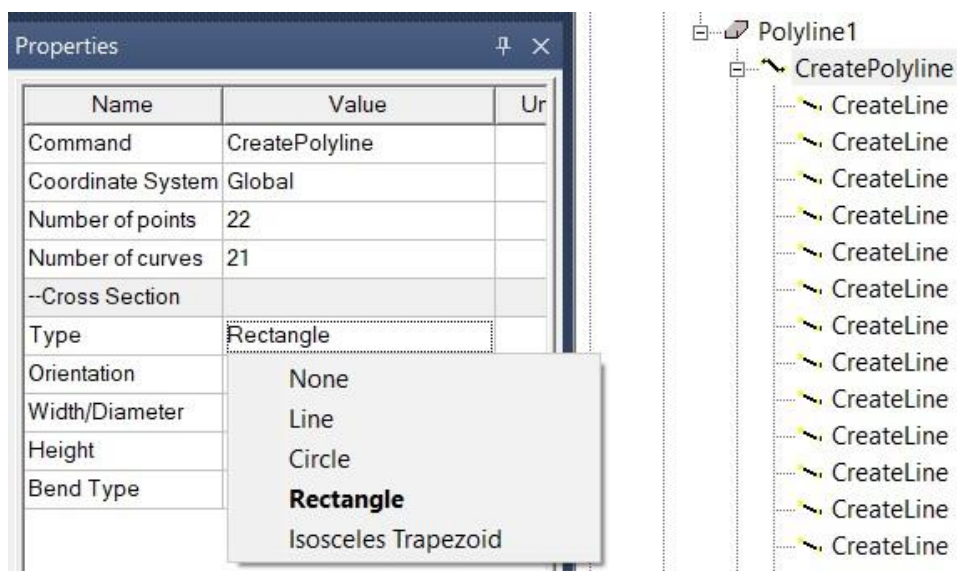 Properties
Name Value Ur
Command CreatePolyline
Coordinate System Global
Number of points 22
Number of curves 21
--Cross Section
Type Rectangle
Orientation
Width/Diameter
Height
Bend Type
None
Line
Circle
Rectangle
Isosceles Trapezoid
Polyline1
CreatePolyline
CreateLine
CreateLine
CreateLine
CreateLine
CreateLine
CreateLine
CreateLine
CreateLine
CreateLine
CreateLine
CreateLine
CreateLine
CreateLine